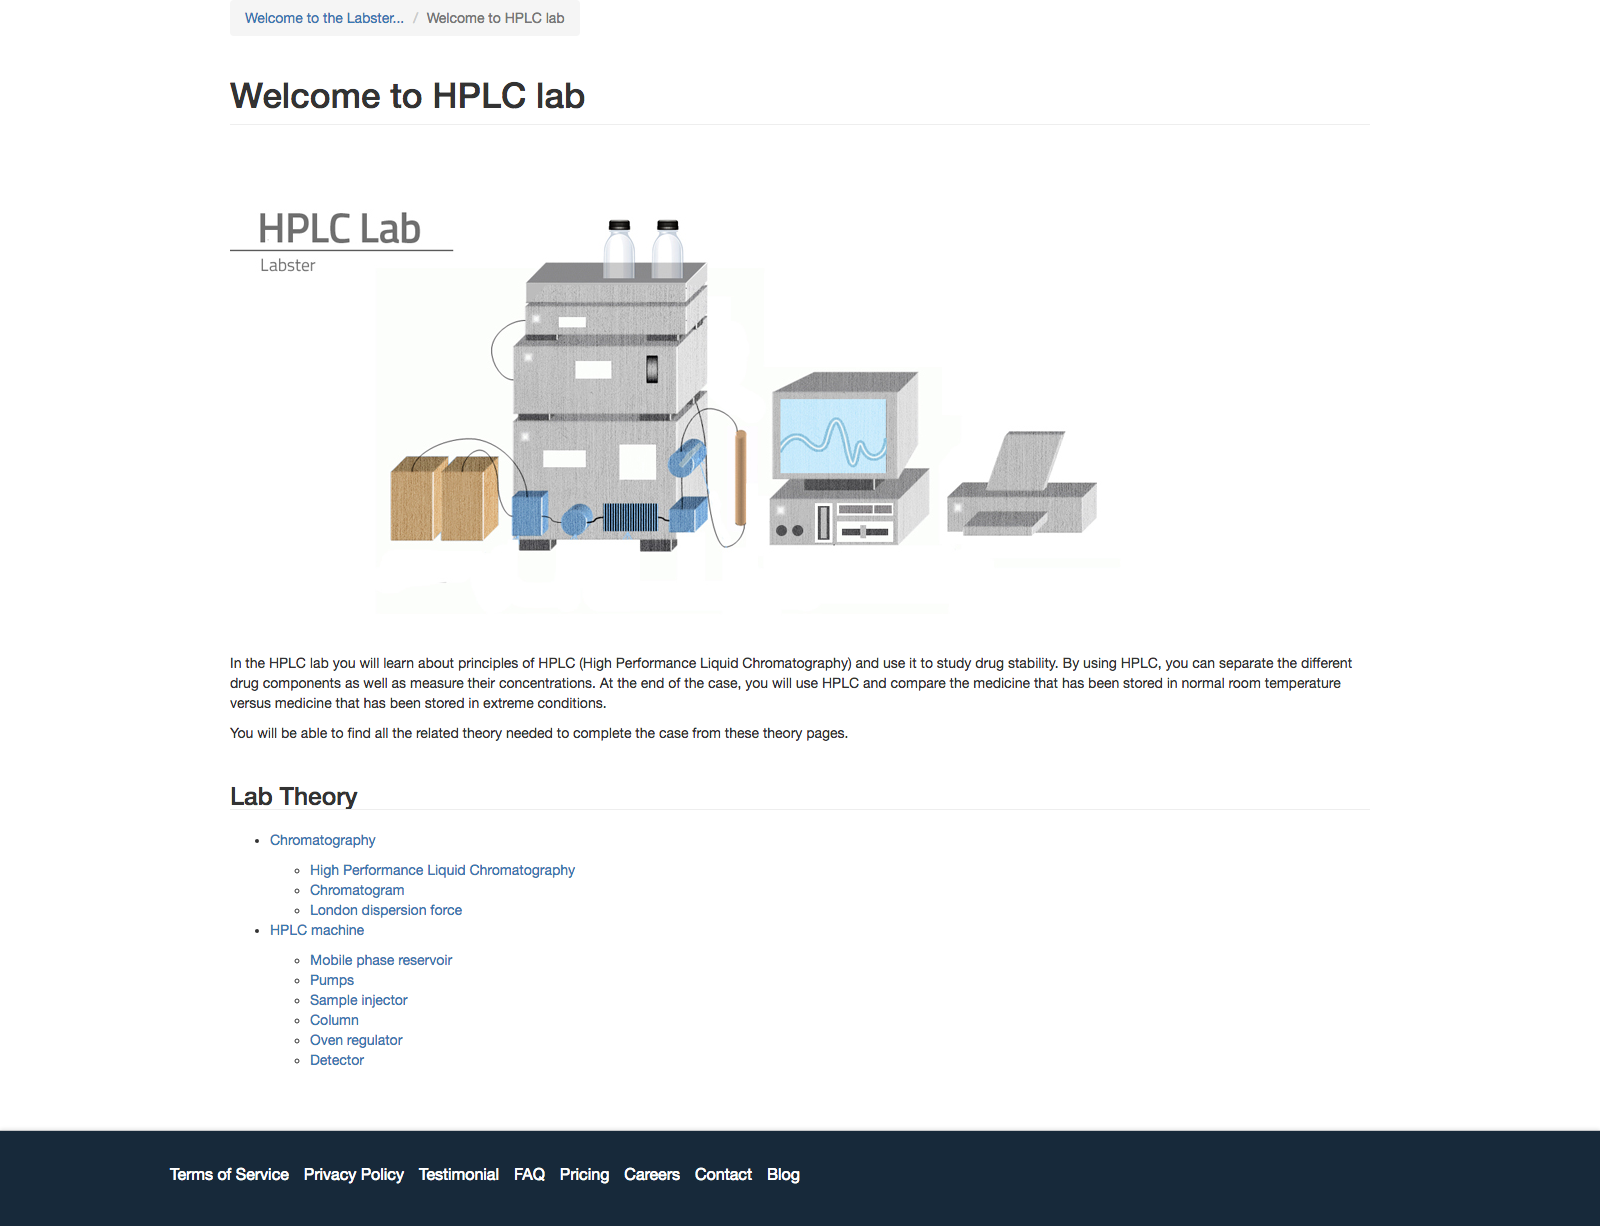 Welcome to the Labster... / Welcome to HPLC lab
Welcome to HPLC lab
HPLC Lab
Labster
In the HPLC lab you will learn about principles of HPLC (High Performance Liquid Chromatography) and use it to study drug stability. By using HPLC, you can separate the different
drug components as well as measure their concentrations. At the end of the case, you will use HPLC and compare the medicine that has been stored in normal room temperature
versus medicine that has been stored in extreme conditions.
You will be able to find all the related theory needed to complete the case from these theory pages.
Lab Theory
Chromatography
High Performance Liquid Chromatography
Chromatogram
London dispersion force
HPLC machine
Mobile phase reservoir
Pumps
Sample injector
Column
Oven regulator
Detector
Terms of Service Privacy Policy Testimonial FAQ Pricing Careers Contact Blog